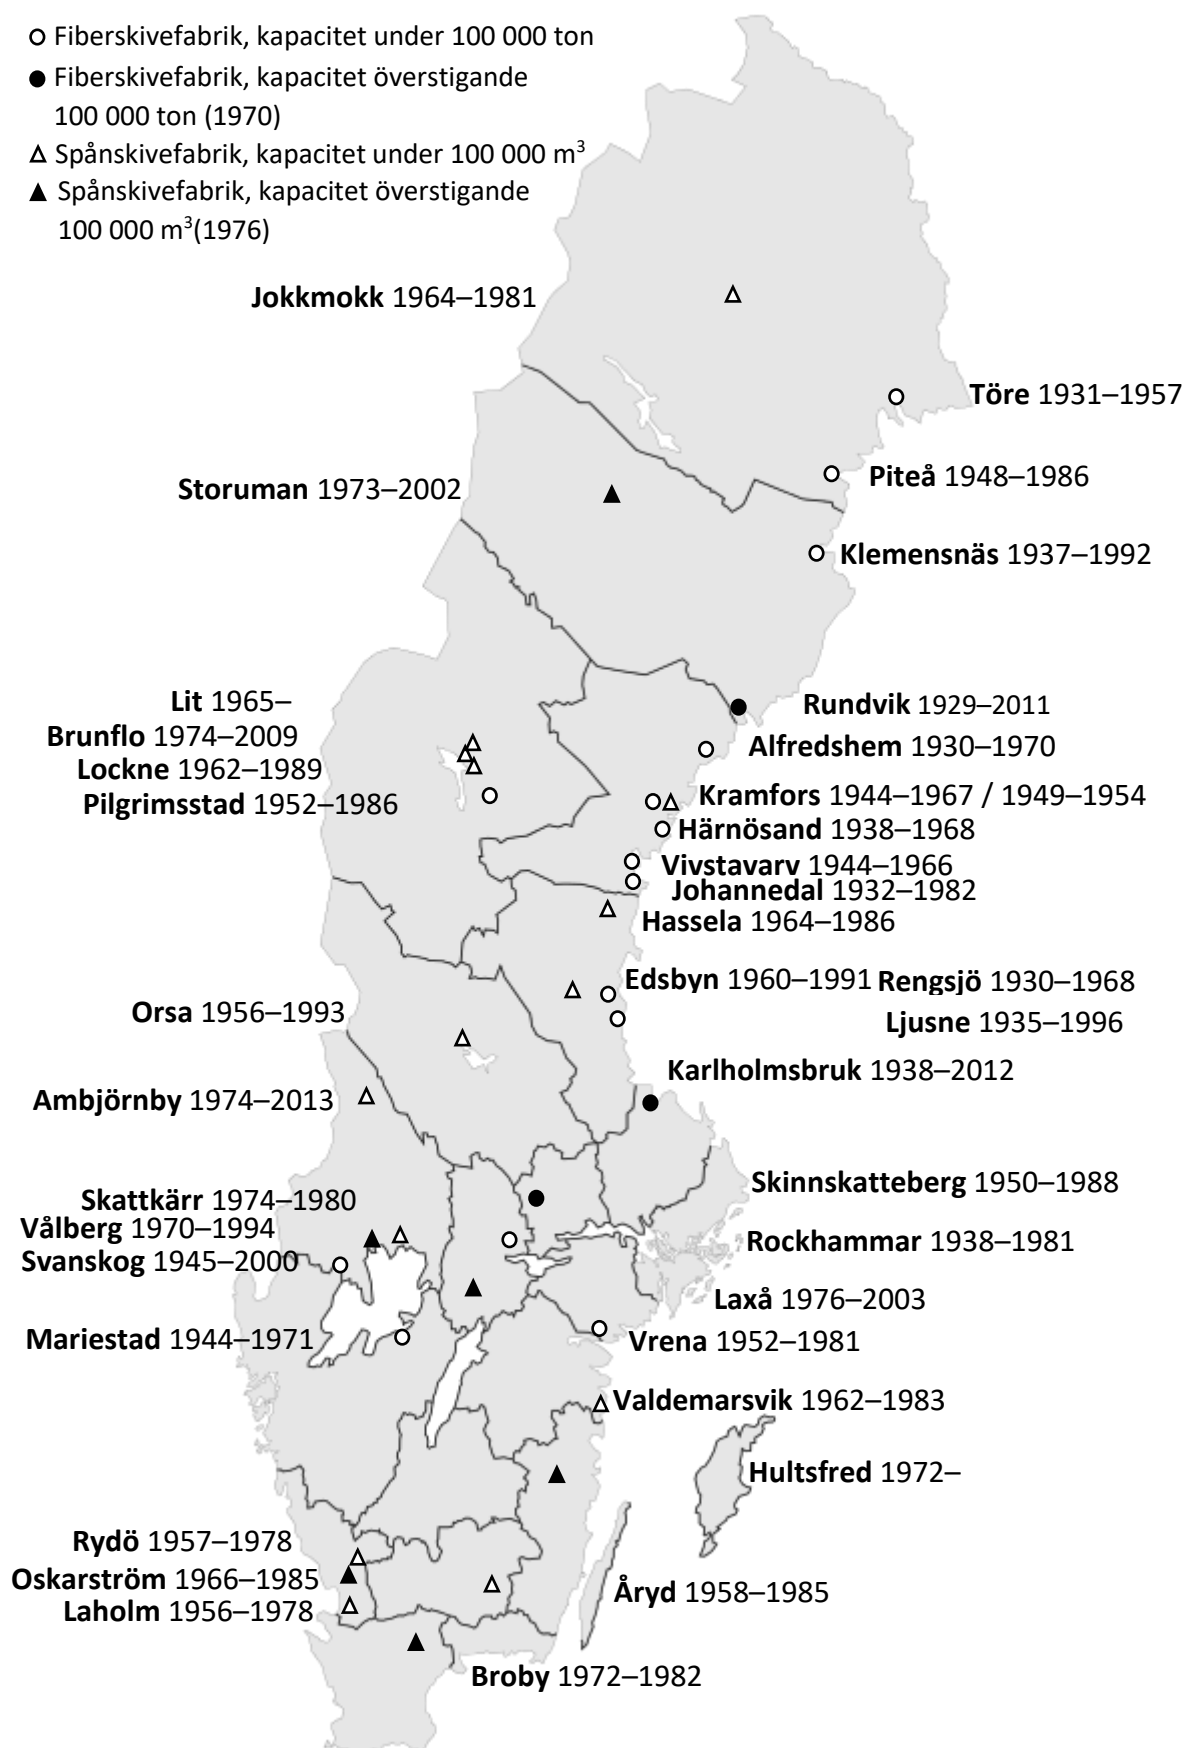 Fiberskivefabrik, kapacitet under 100 000 ton
Fiberskivefabrik, kapacitet överstigande
100 000 ton (1970)
Spånskivefabrik, kapacitet under 100 000 m³
Spånskivefabrik, kapacitet överstigande
100 000 m³(1976)
Jokkmokk 1964–1981
Töre 1931–1957
Piteå 1948–1986
Storuman 1973–2002
Klemensnäs 1937–1992
Lit 1965–
Rundvik 1929–2011
Brunflo 1974–2009
Alfredshem 1930–1970
Lockne 1962–1989
Pilgrimsstad 1952–1986
Kramfors 1944–1967 / 1949–1954
Härnösand 1938–1968
Vivstavarv 1944–1966
Johannedal 1932–1982
Hassela 1964–1986
Edsbyn 1960–1991 Rengsjö 1930–1968
Orsa 1956–1993
Ljusne 1935–1996
Karlholmsbruk 1938–2012
Ambjörnby 1974–2013
Skinnskatteberg 1950–1988
Skattkärr 1974–1980
Vålberg 1970–1994
Rockhammar 1938–1981
Svanskog 1945–2000
Laxå 1976–2003
Mariestad 1944–1971
Vrena 1952–1981
Valdemarsvik 1962–1983
Hultsfred 1972–
Rydö 1957–1978
Oskarström 1966–1985
Åryd 1958–1985
Laholm 1956–1978
Broby 1972–1982